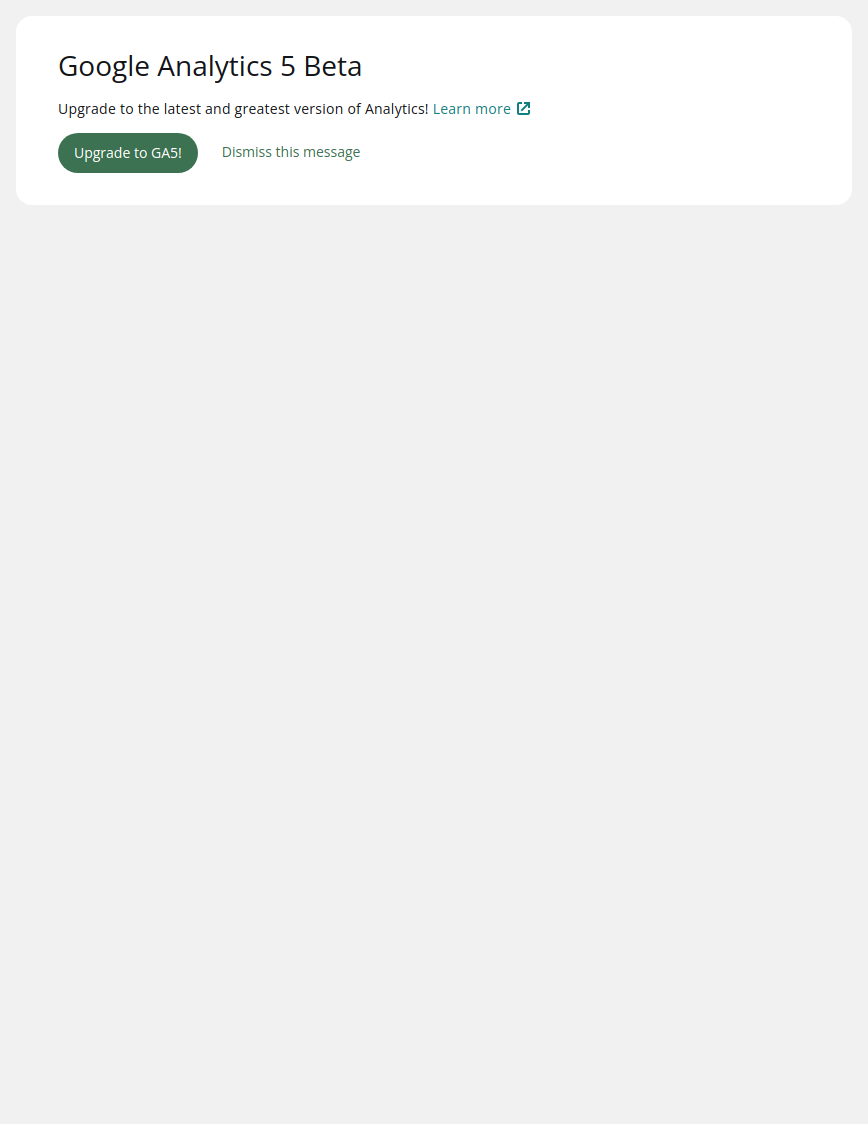 Google Analytics 5 Beta
Upgrade to the latest and greatest version of Analytics! Learn more
Upgrade to GA5! Dismiss this message